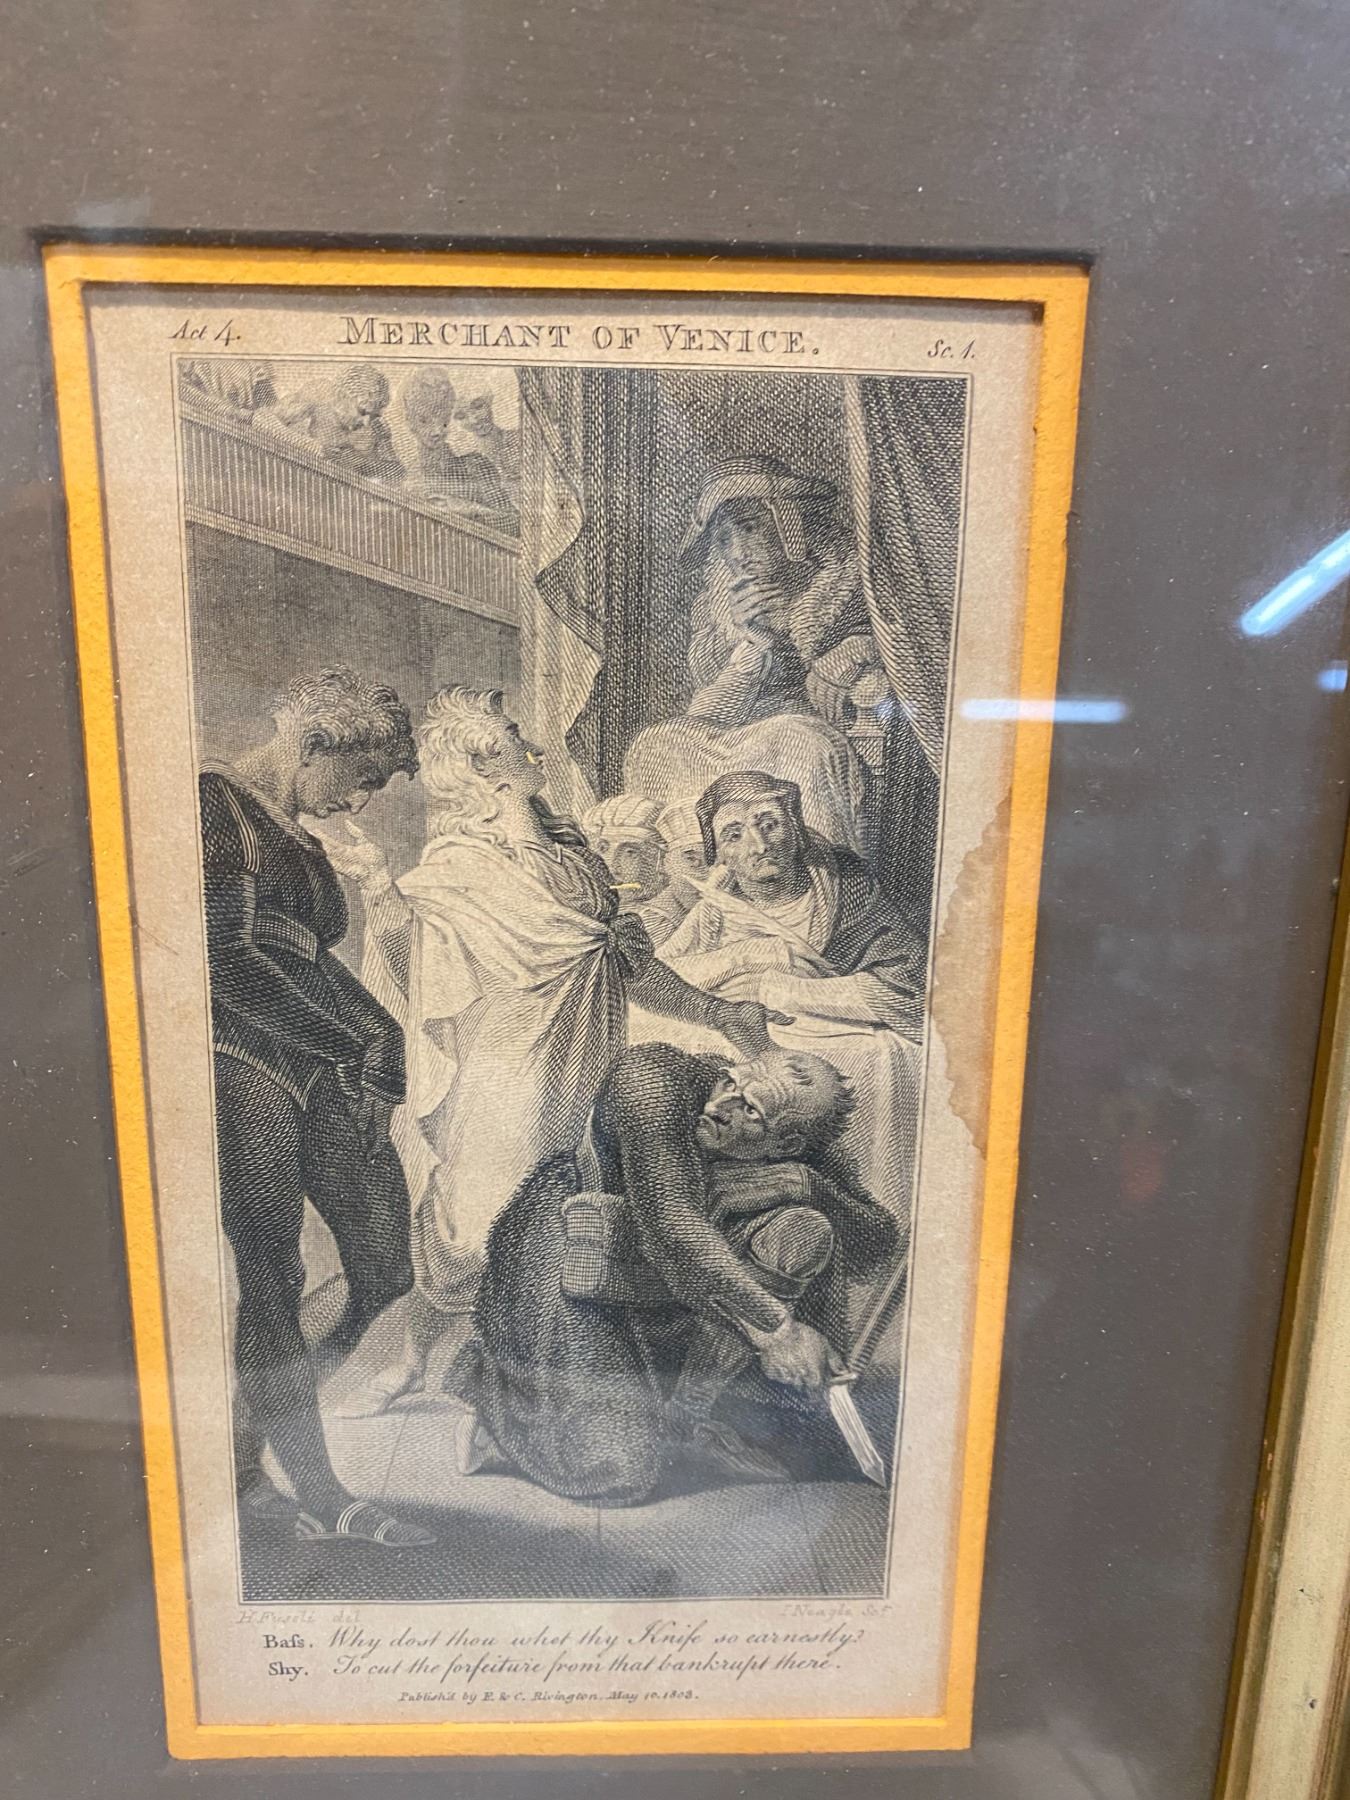 Act 4. MERCHANT OF VENICE. Sc. 1.
H. Fuseli del I Neagle Sct
Baſs. Why dost thou whet thy Knife so earnestly?
Shy. To cut the forfeiture from that bankrupt there.
Publish'd by F. & C. Rivington, May 10. 1803.